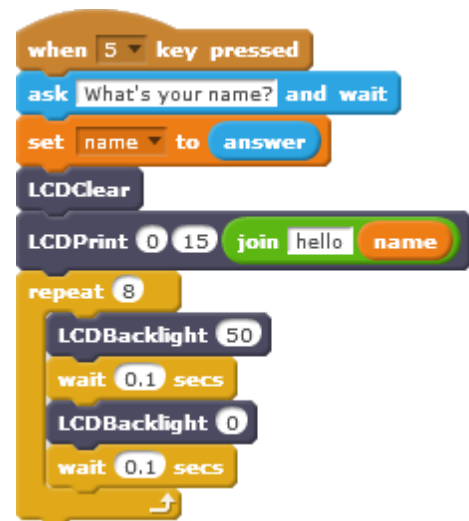 when 5 key pressed
ask What's your name? and wait
set name to answer
LCDClear
LCDPrint 0 15 join hello name
repeat 8
LCDBacklight 50
wait 0.1 secs
LCDBacklight 0
wait 0.1 secs